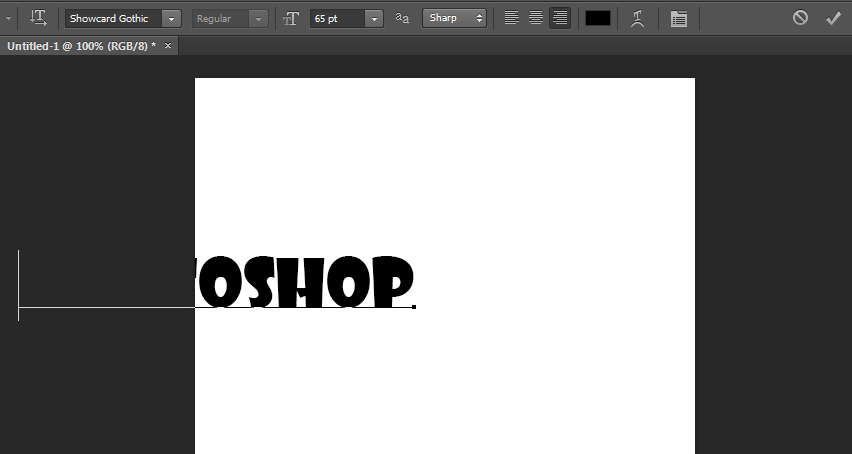 Showcard Gothic Regular 65 pt Sharp
Untitled-1 @ 100% (RGB/8) * ×
OSHOP